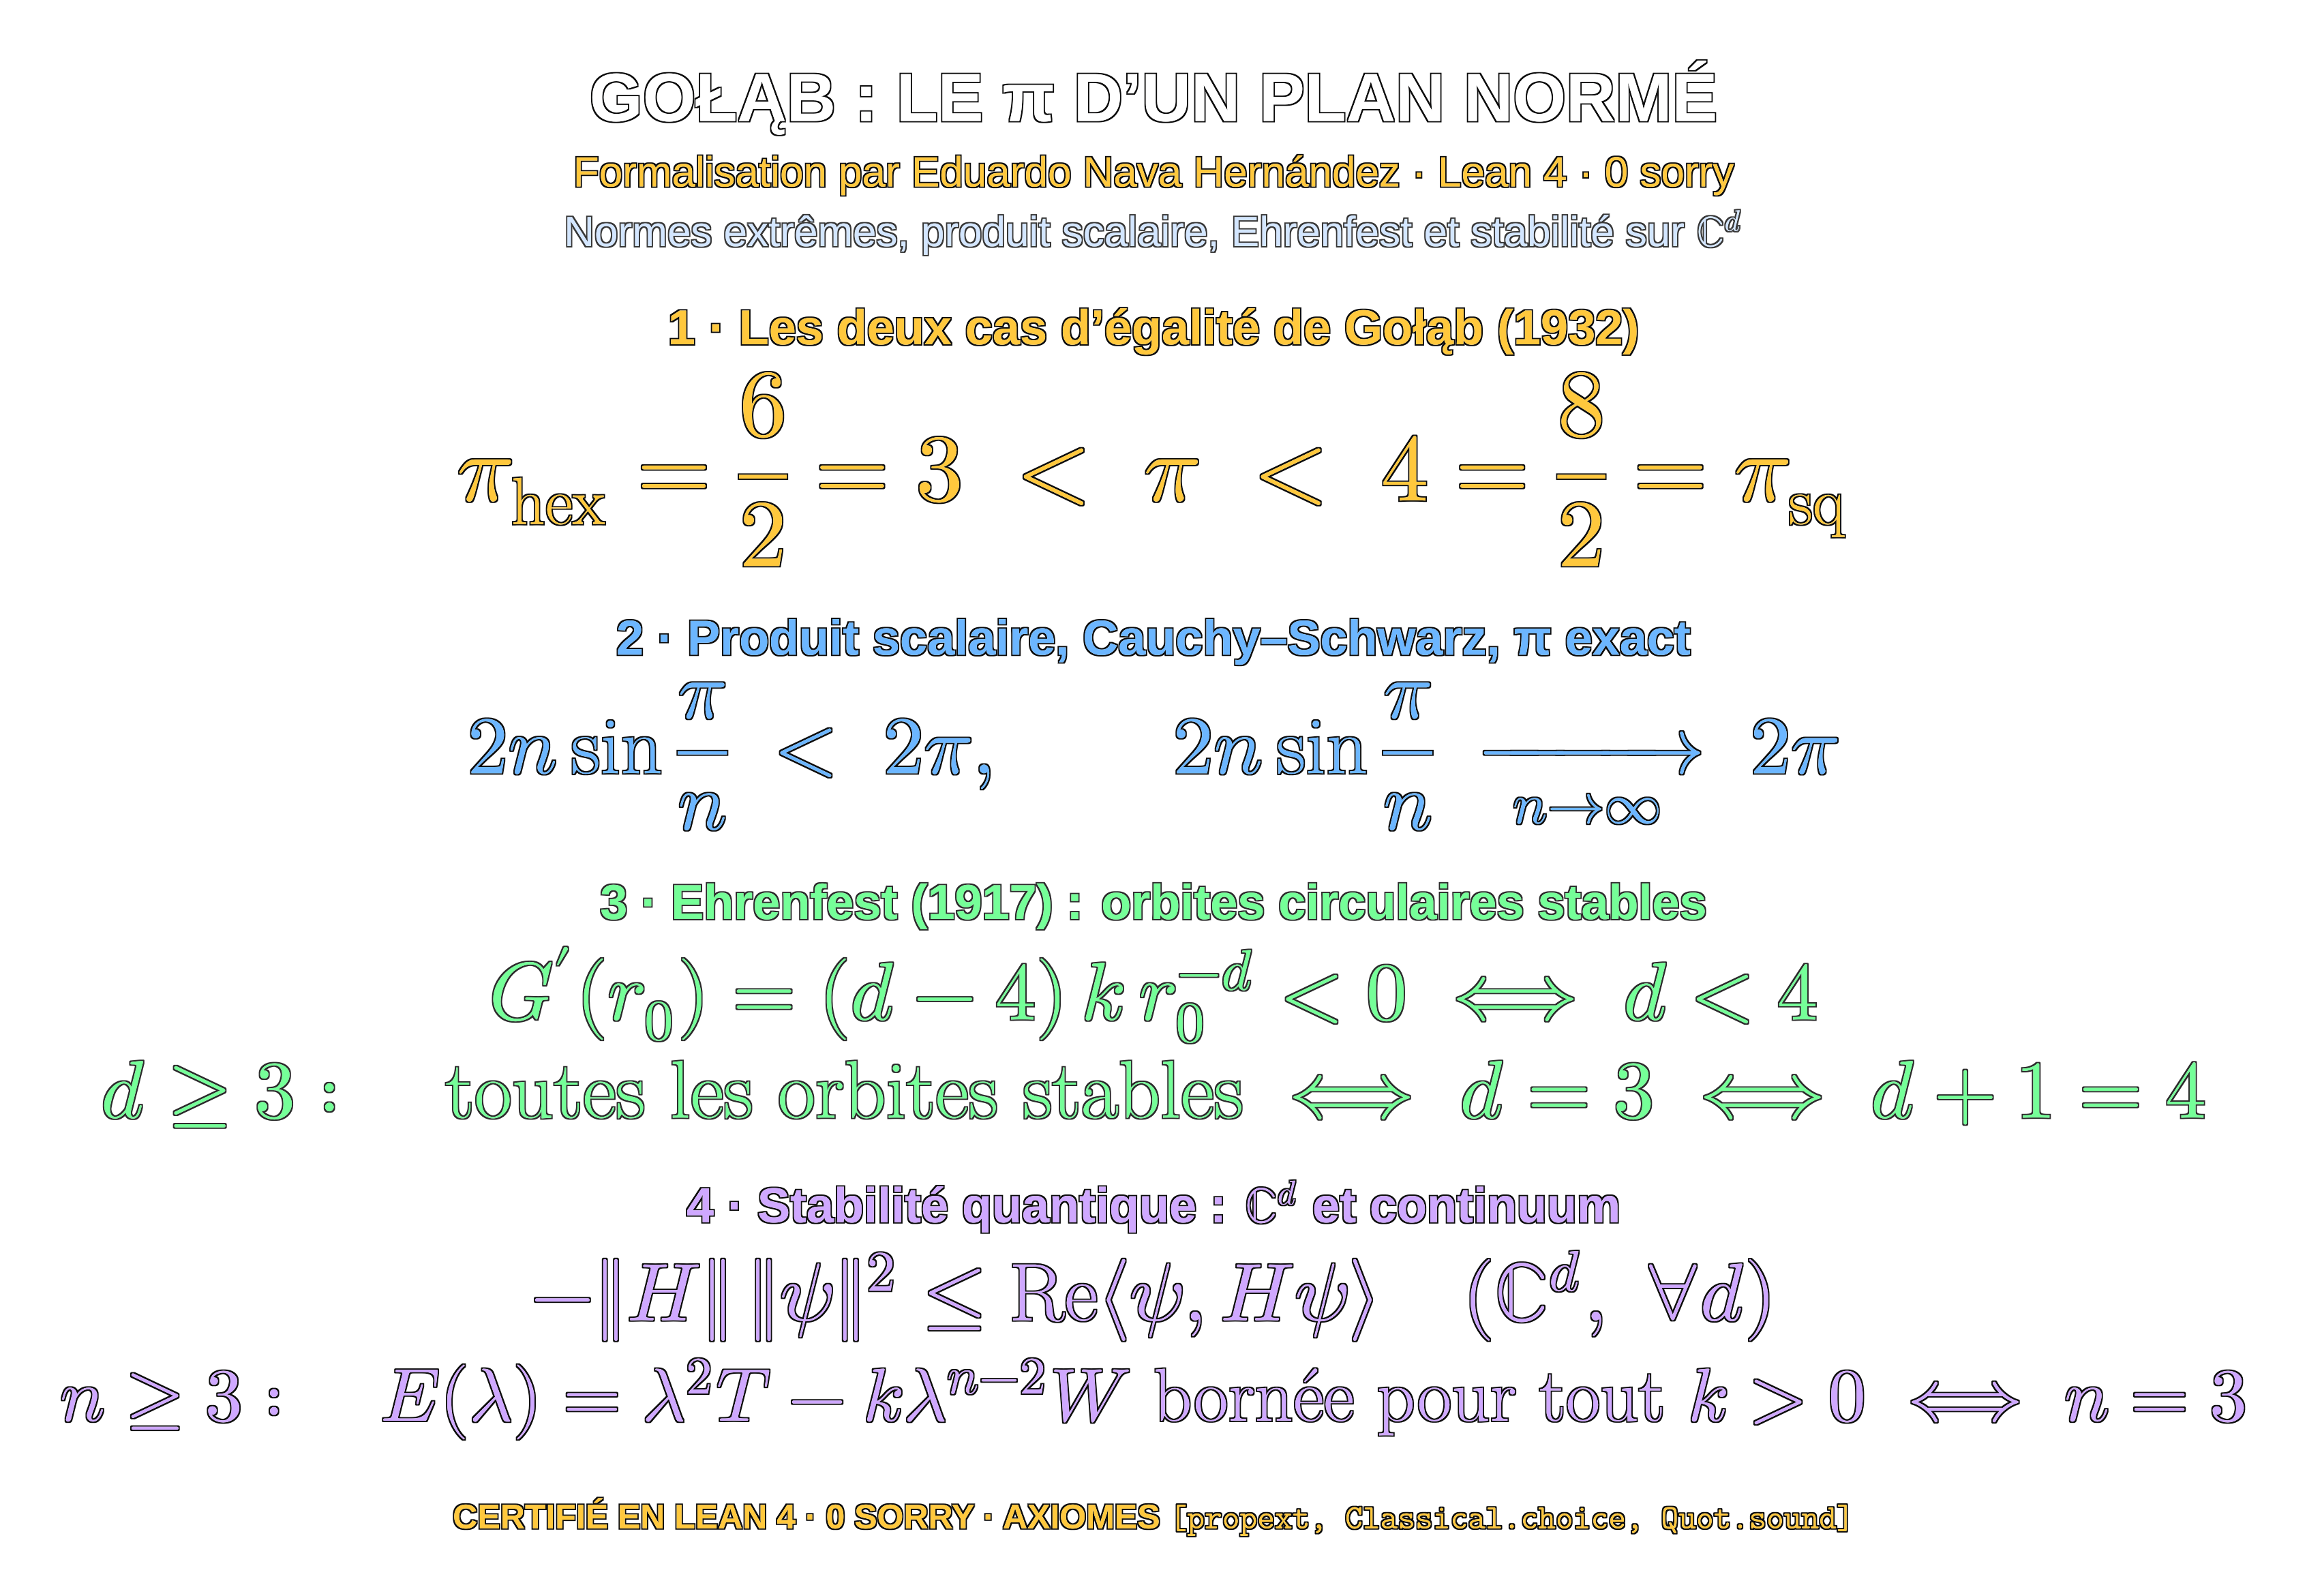 GOŁĄB : LE π D’UN PLAN NORMÉ
Formalisation par Eduardo Nava Hernández · Lean 4 · 0 sorry
Normes extrêmes, produit scalaire, Ehrenfest et stabilité sur ℂ^d
1 · Les deux cas d’égalité de Gołąb (1932)
π_hex = 6/2 = 3 < π < 4 = 8/2 = π_sq
2 · Produit scalaire, Cauchy–Schwarz, π exact
2n sin π/n < 2π, 2n sin π/n ⟶_{n→∞} 2π
3 · Ehrenfest (1917) : orbites circulaires stables
G′(r_0) = (d − 4) k r_0^{−d} < 0 ⟺ d < 4
d ≥ 3 : toutes les orbites stables ⟺ d = 3 ⟺ d + 1 = 4
4 · Stabilité quantique : ℂ^d et continuum
−‖H‖ ‖ψ‖² ≤ Re⟨ψ, Hψ⟩ (ℂ^d, ∀d)
n ≥ 3 : E(λ) = λ²T − kλ^{n−2}W bornée pour tout k > 0 ⟺ n = 3
CERTIFIÉ EN LEAN 4 · 0 SORRY · AXIOMES [propext, Classical.choice, Quot.sound]